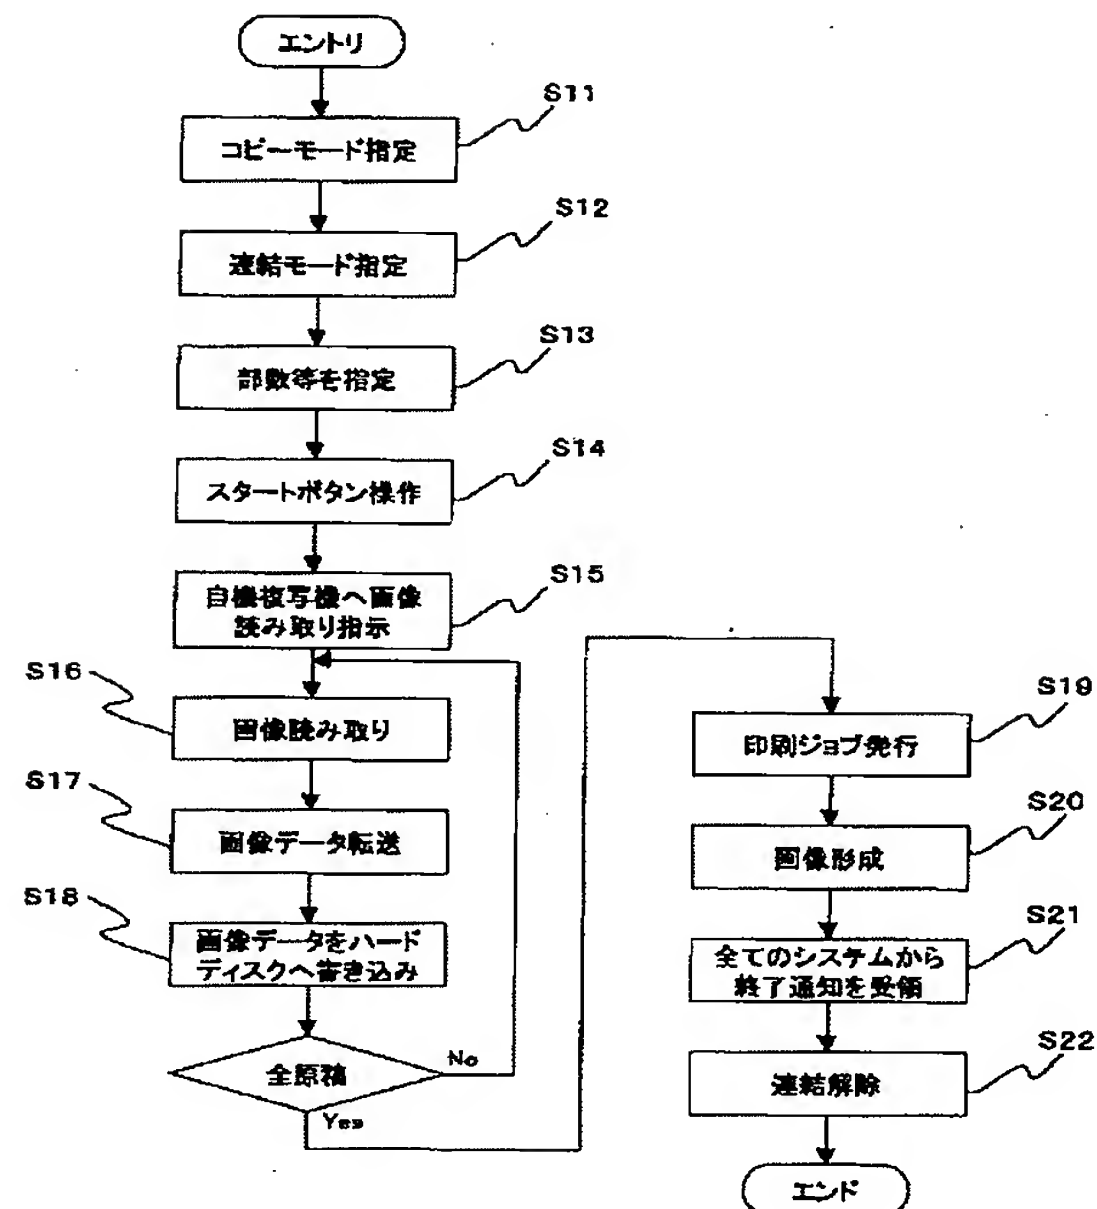 エントリ
S11
コピーモード指定
S12
連結モード指定
S13
部数等を指定
S14
スタートボタン操作
S15
自機複写機へ画像
読み取り指示
S16
画像読み取り
S17
画像データ転送
S18
画像データをハード
ディスクへ書き込み
全原稿
No
Yes
S19
印刷ジョブ発行
S20
画像形成
S21
全てのシステムから
終了通知を受領
S22
連結解除
エンド